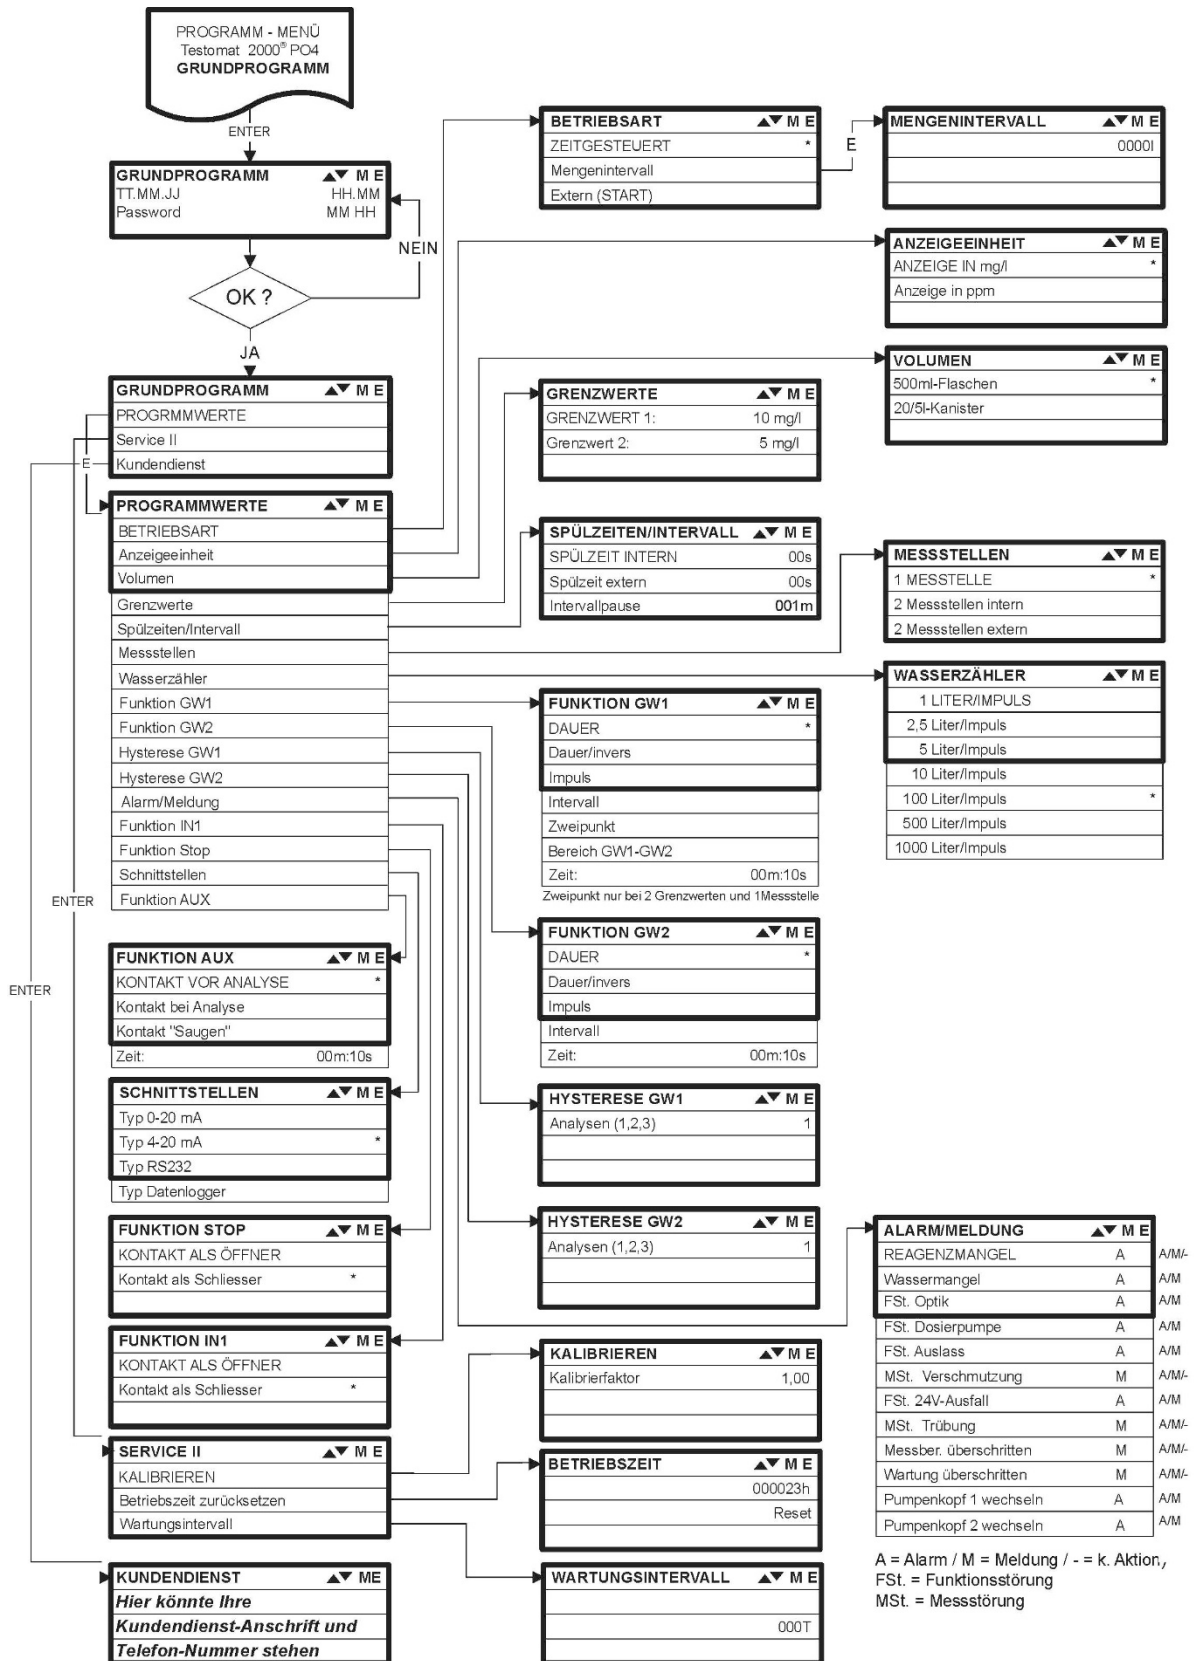 PROGRAMM - MENÜ
Testomat 2000® PO4
GRUNDPROGRAMM
ENTER
GRUNDPROGRAMM ▲▼ M E
TT.MM.JJ HH.MM
Password MM HH
NEIN
OK ?
JA
GRUNDPROGRAMM ▲▼ M E
PROGRMMWERTE
Service II
Kundendienst
E
PROGRAMMWERTE ▲▼ M E
BETRIEBSART
Anzeigeeinheit
Volumen
Grenzwerte
Spülzeiten/Intervall
Messstellen
Wasserzähler
Funktion GW1
Funktion GW2
Hysterese GW1
Hysterese GW2
Alarm/Meldung
Funktion IN1
Funktion Stop
Schnittstellen
Funktion AUX
ENTER
ENTER
FUNKTION AUX ▲▼ M E
KONTAKT VOR ANALYSE *
Kontakt bei Analyse
Kontakt "Saugen"
Zeit: 00m:10s
SCHNITTSTELLEN ▲▼ M E
Typ 0-20 mA
Typ 4-20 mA *
Typ RS232
Typ Datenlogger
FUNKTION STOP ▲▼ M E
KONTAKT ALS ÖFFNER
Kontakt als Schliesser *
FUNKTION IN1 ▲▼ M E
KONTAKT ALS ÖFFNER
Kontakt als Schliesser *
SERVICE II ▲▼ M E
KALIBRIEREN
Betriebszeit zurücksetzen
Wartungsintervall
KUNDENDIENST ▲▼ ME
Hier könnte Ihre
Kundendienst-Anschrift und
Telefon-Nummer stehen
BETRIEBSART ▲▼ M E
ZEITGESTEUERT *
Mengenintervall
Extern (START)
E
MENGENINTERVALL ▲▼ M E
0000l
ANZEIGEEINHEIT ▲▼ M E
ANZEIGE IN mg/l *
Anzeige in ppm
VOLUMEN ▲▼ M E
500ml-Flaschen *
20/5l-Kanister
GRENZWERTE ▲▼ M E
GRENZWERT 1: 10 mg/l
Grenzwert 2: 5 mg/l
SPÜLZEITEN/INTERVALL ▲▼ M E
SPÜLZEIT INTERN 00s
Spülzeit extern 00s
Intervallpause 001m
MESSSTELLEN ▲▼ M E
1 MESSTELLE *
2 Messstellen intern
2 Messstellen extern
WASSERZÄHLER ▲▼ M E
1 LITER/IMPULS
2,5 Liter/Impuls
5 Liter/Impuls
10 Liter/Impuls
100 Liter/Impuls *
500 Liter/Impuls
1000 Liter/Impuls
FUNKTION GW1 ▲▼ M E
DAUER *
Dauer/invers
Impuls
Intervall
Zweipunkt
Bereich GW1-GW2
Zeit: 00m:10s
Zweipunkt nur bei 2 Grenzwerten und 1Messstelle
FUNKTION GW2 ▲▼ M E
DAUER *
Dauer/invers
Impuls
Intervall
Zeit: 00m:10s
HYSTERESE GW1 ▲▼ M E
Analysen (1,2,3) 1
HYSTERESE GW2 ▲▼ M E
Analysen (1,2,3) 1
KALIBRIEREN ▲▼ M E
Kalibrierfaktor 1,00
BETRIEBSZEIT ▲▼ M E
000023h
Reset
WARTUNGSINTERVALL ▲▼ M E
000T
ALARM/MELDUNG ▲▼ M E
REAGENZMANGEL A A/M/-
Wassermangel A A/M
FSt. Optik A A/M
FSt. Dosierpumpe A A/M
FSt. Auslass A A/M
MSt. Verschmutzung M A/M/-
FSt. 24V-Ausfall A A/M
MSt. Trübung M A/M/-
Messber. überschritten M A/M/-
Wartung überschritten M A/M/-
Pumpenkopf 1 wechseln A A/M
Pumpenkopf 2 wechseln A A/M
A = Alarm / M = Meldung / - = k. Aktion,
FSt. = Funktionsstörung
MSt. = Messstörung